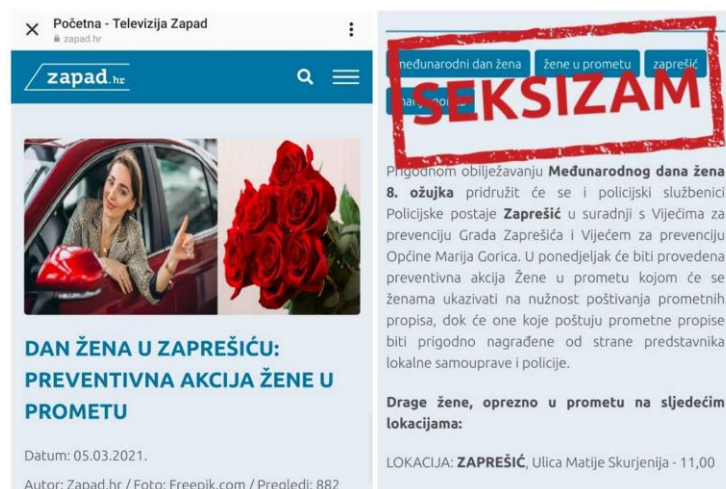 Početna - Televizija Zapad
zapad.hr
zapad.hr
DAN ŽENA U ZAPREŠIĆU:
PREVENTIVNA AKCIJA ŽENE U
PROMETU
Datum: 05.03.2021.
Autor: Zapad.hr / Foto: Freepik.com / Pregledi: 882
međunarodni dan žena
žene u prometu
zaprešić
SEKSIZAM
Prigodnom obilježavanju Međunarodnog dana žena
8. ožujka pridružit će se i policijski službenici
Policijske postaje Zaprešić u suradnji s Vijećima za
prevenciju Grada Zaprešića i Vijećem za prevenciju
Općine Marija Gorica. U ponedjeljak će biti provedena
preventivna akcija Žene u prometu kojom će se
ženama ukazivati na nužnost poštivanja prometnih
propisa, dok će one koje poštuju prometne propise
biti prigodno nagrađene od strane predstavnika
lokalne samouprave i policije.
Drage žene, oprezno u prometu na sljedećim
lokacijama:
LOKACIJA: ZAPREŠIĆ, Ulica Matije Skurjenija - 11,00